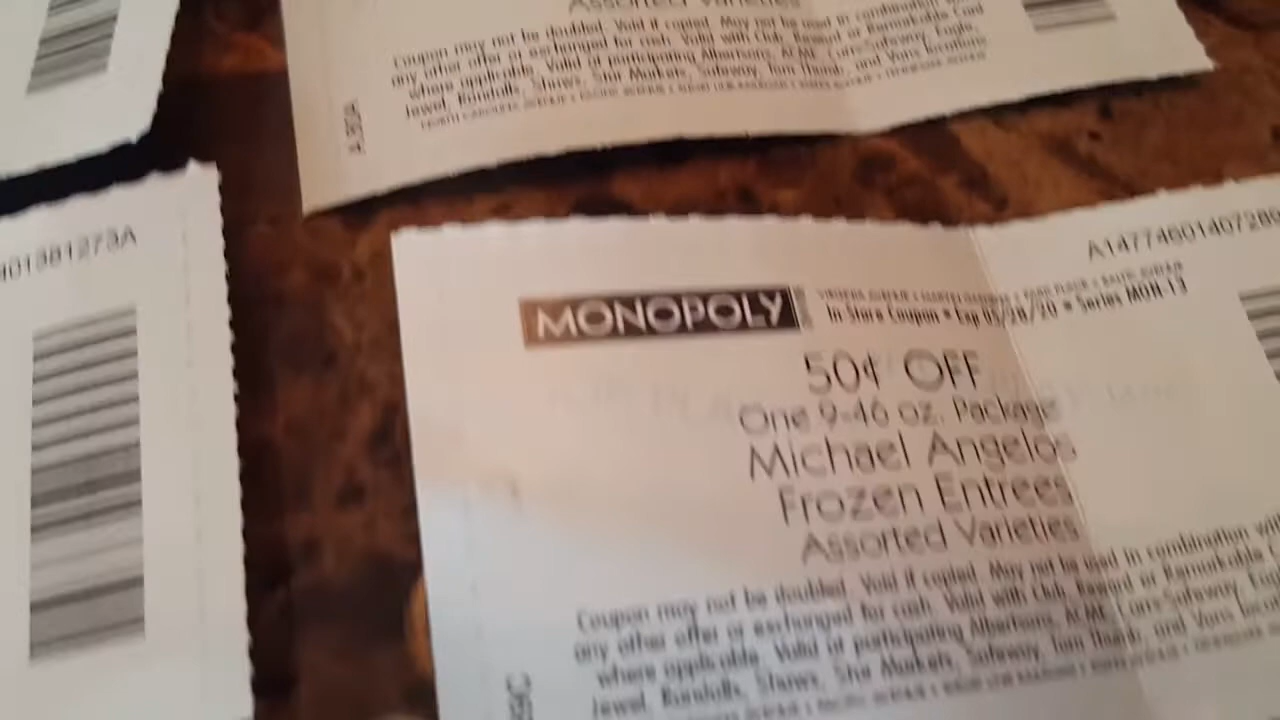 Assorted Varieties
Coupon may not be doubled. Void if copied. May not be used in combination with
any other offer or exchanged for cash. Valid with Club, Reward or Remarkable Card
where applicable. Valid at participating Albertsons, ACME, Carrs-Safeway, Eagle,
Jewel, Randalls, Shaws, Star Markets, Safeway, Tom Thumb, and Vons locations
401381273A
A147746014072
MONOPOLY
In-Store Coupon • Exp 05/28/20 • Series MON-13
50¢ OFF
One 9-46 oz. Package
Michael Angelos
Frozen Entrees
Assorted Varieties
Coupon may not be doubled. Void if copied. May not be used in combination with
any other offer or exchanged for cash. Valid with Club, Reward or Remarkable
where applicable. Valid at participating Albertsons, ACME, Carrs-Safeway,
Jewel, Randalls, Shaws, Star Markets, Safeway, Tom Thumb, and Vons